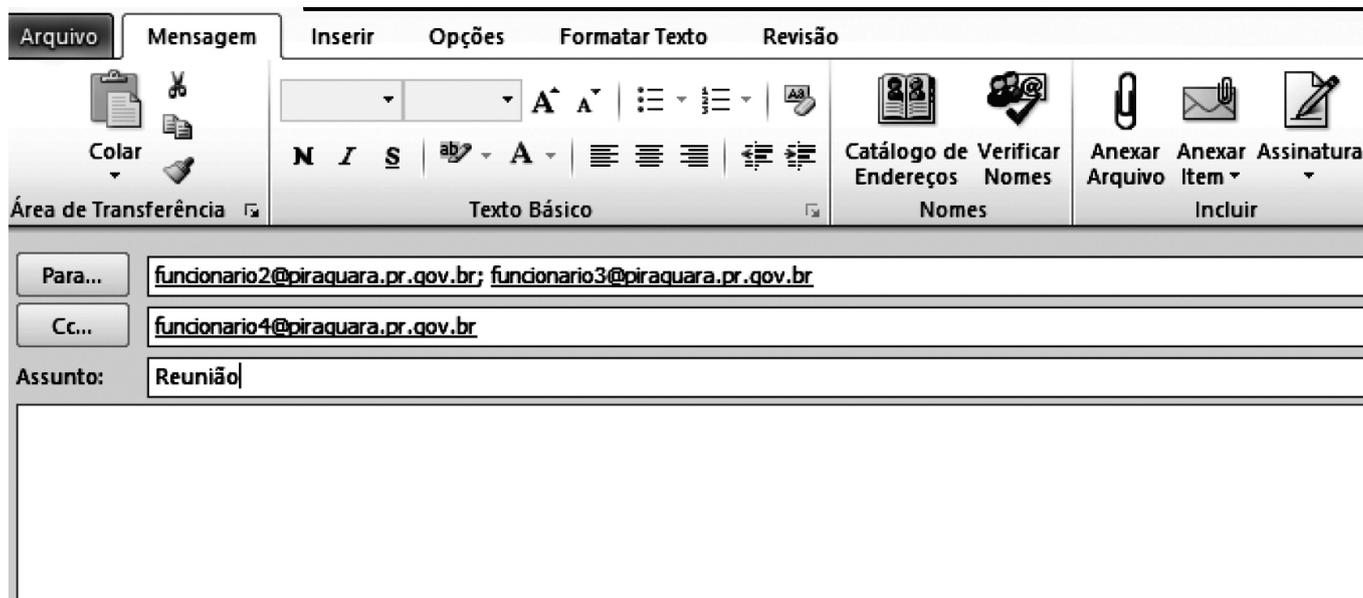 Arquivo Mensagem Inserir Opções Formatar Texto Revisão
Colar
N I S A
Catálogo de Endereços
Verificar Nomes
Anexar Arquivo
Anexar Item
Assinatura
Área de Transferência Texto Básico Nomes Incluir
Para... funcionario2@piraquara.pr.gov.br; funcionario3@piraquara.pr.gov.br
Cc... funcionario4@piraquara.pr.gov.br
Assunto: Reunião